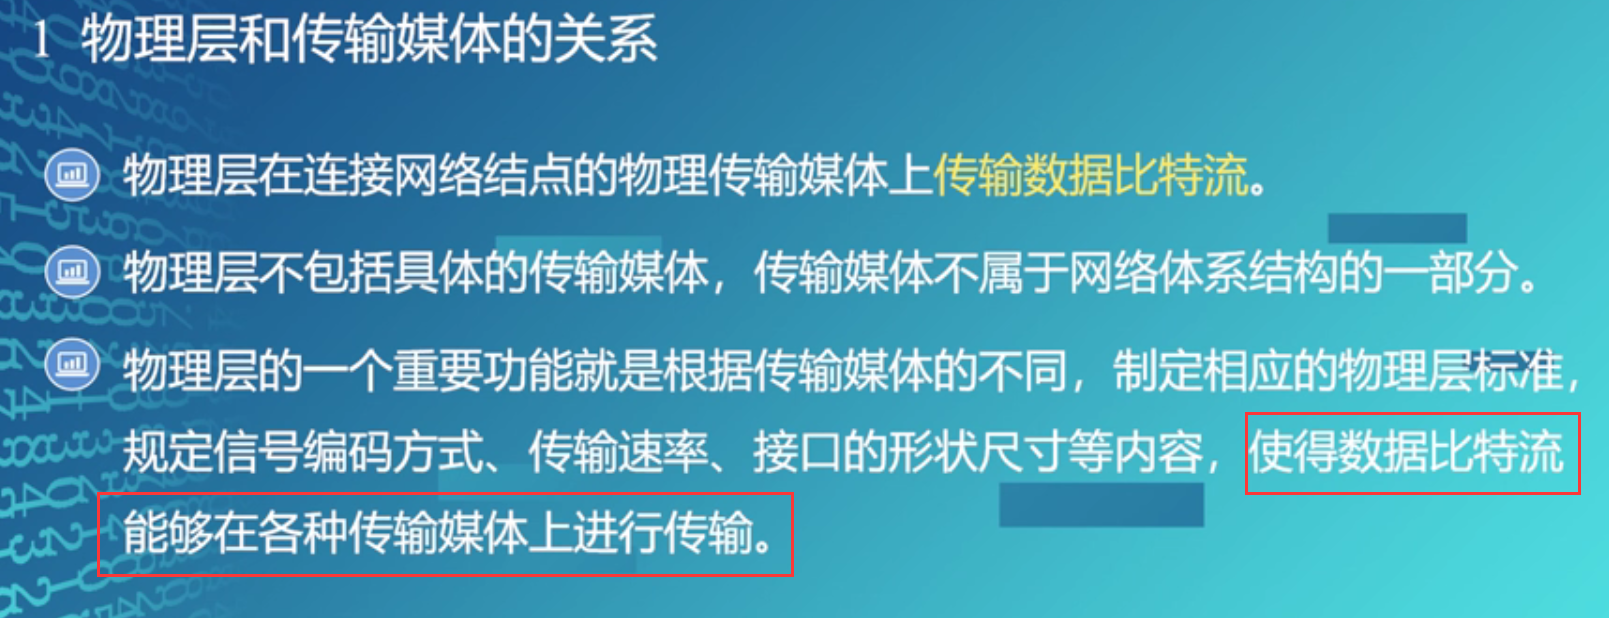 1 物理层和传输媒体的关系
物理层在连接网络结点的物理传输媒体上传输数据比特流。
物理层不包括具体的传输媒体，传输媒体不属于网络体系结构的一部分。
物理层的一个重要功能就是根据传输媒体的不同，制定相应的物理层标准，
规定信号编码方式、传输速率、接口的形状尺寸等内容，使得数据比特流
能够在各种传输媒体上进行传输。